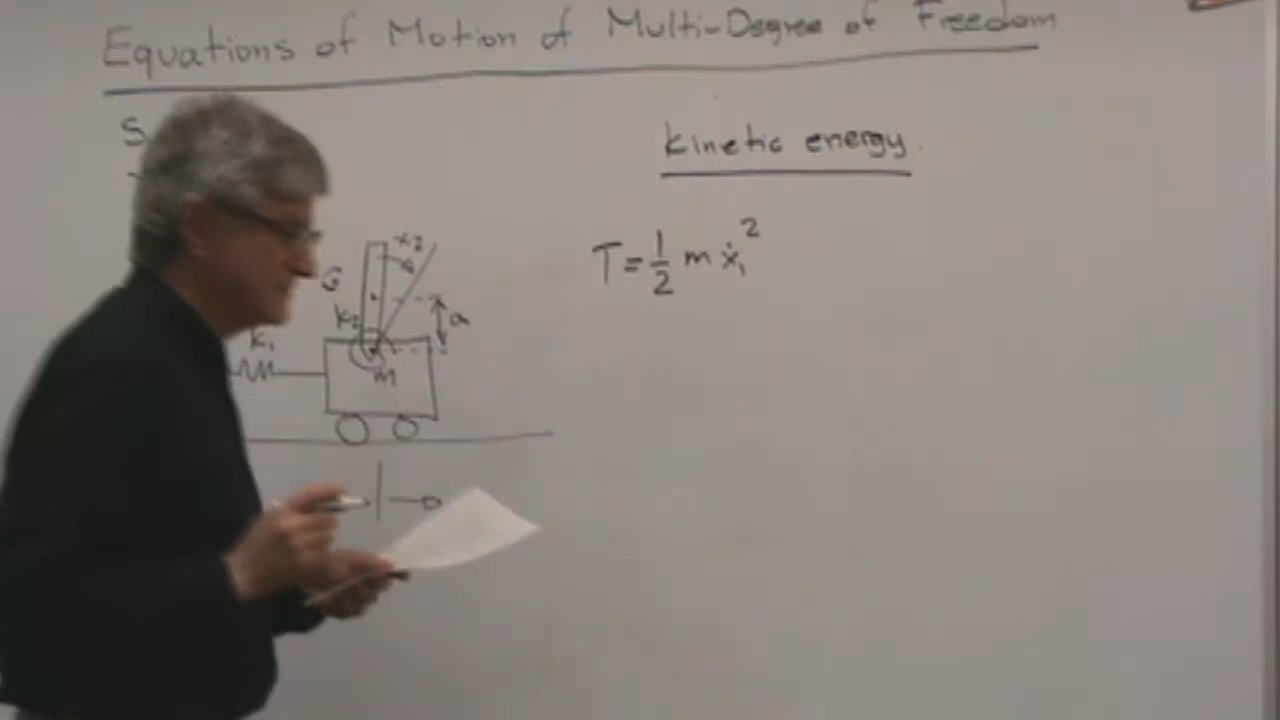 Equations of Motion of Multi-Degree of Freedom
S
Kinetic energy
T = 1/2 m ẋ₁²
x₂
G
k₂
a
k₁
m